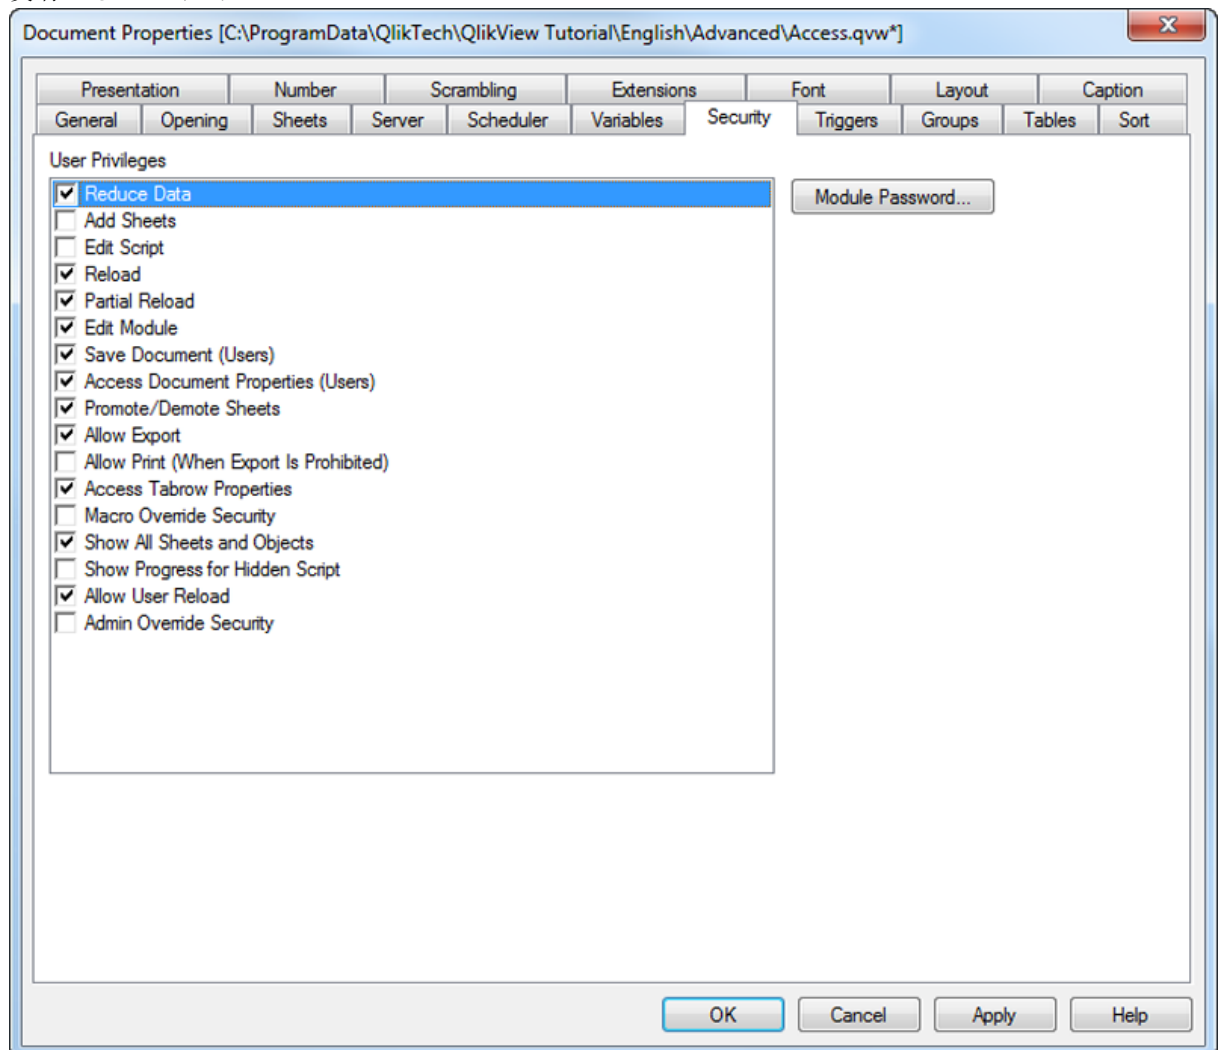 Document Properties [C:\ProgramData\QlikTech\QlikView Tutorial\English\Advanced\Access.qvw*]
Presentation Number Scrambling Extensions Font Layout Caption
General Opening Sheets Server Scheduler Variables Security Triggers Groups Tables Sort
User Privileges
Reduce Data
Module Password...
Add Sheets
Edit Script
Reload
Partial Reload
Edit Module
Save Document (Users)
Access Document Properties (Users)
Promote/Demote Sheets
Allow Export
Allow Print (When Export Is Prohibited)
Access Tabrow Properties
Macro Override Security
Show All Sheets and Objects
Show Progress for Hidden Script
Allow User Reload
Admin Override Security
OK Cancel Apply Help